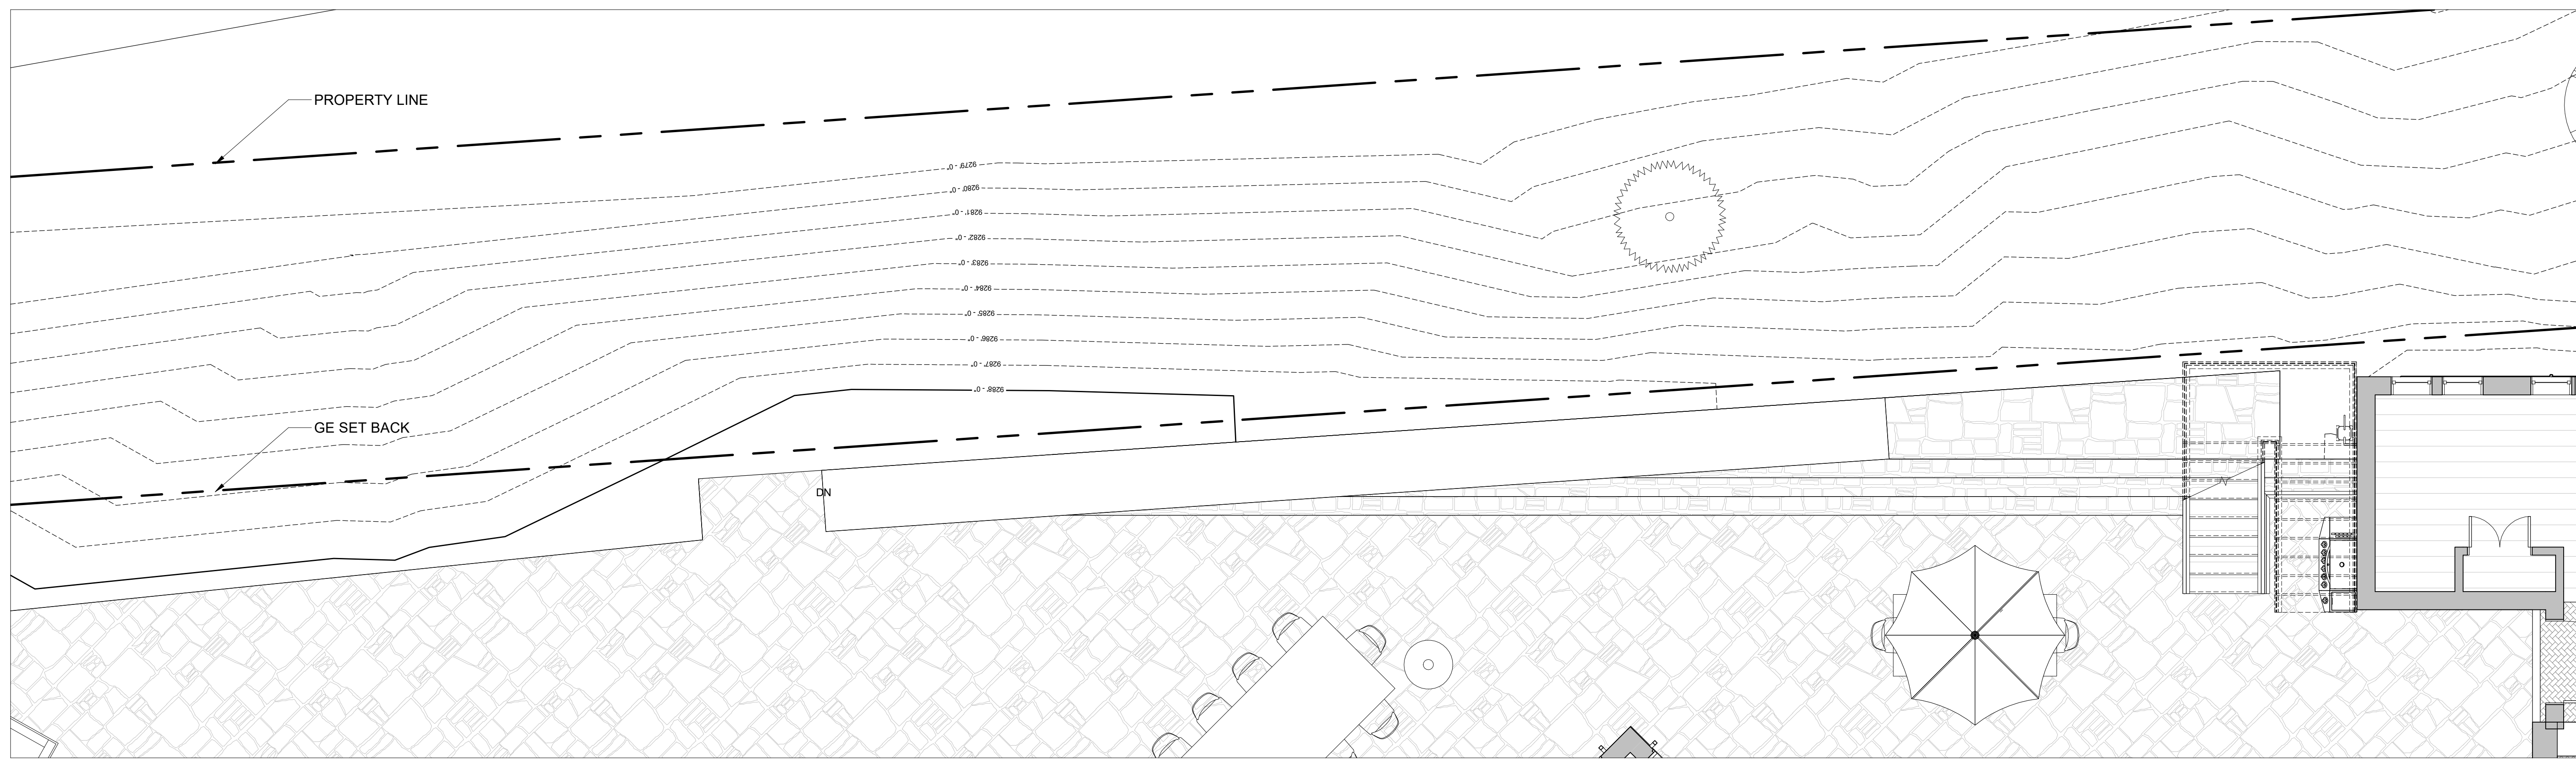 PROPERTY LINE
9279' - 0"
9280' - 0"
9281' - 0"
9282' - 0"
9283' - 0"
9284' - 0"
9285' - 0"
9286' - 0"
9287' - 0"
9288' - 0"
GE SET BACK
DN